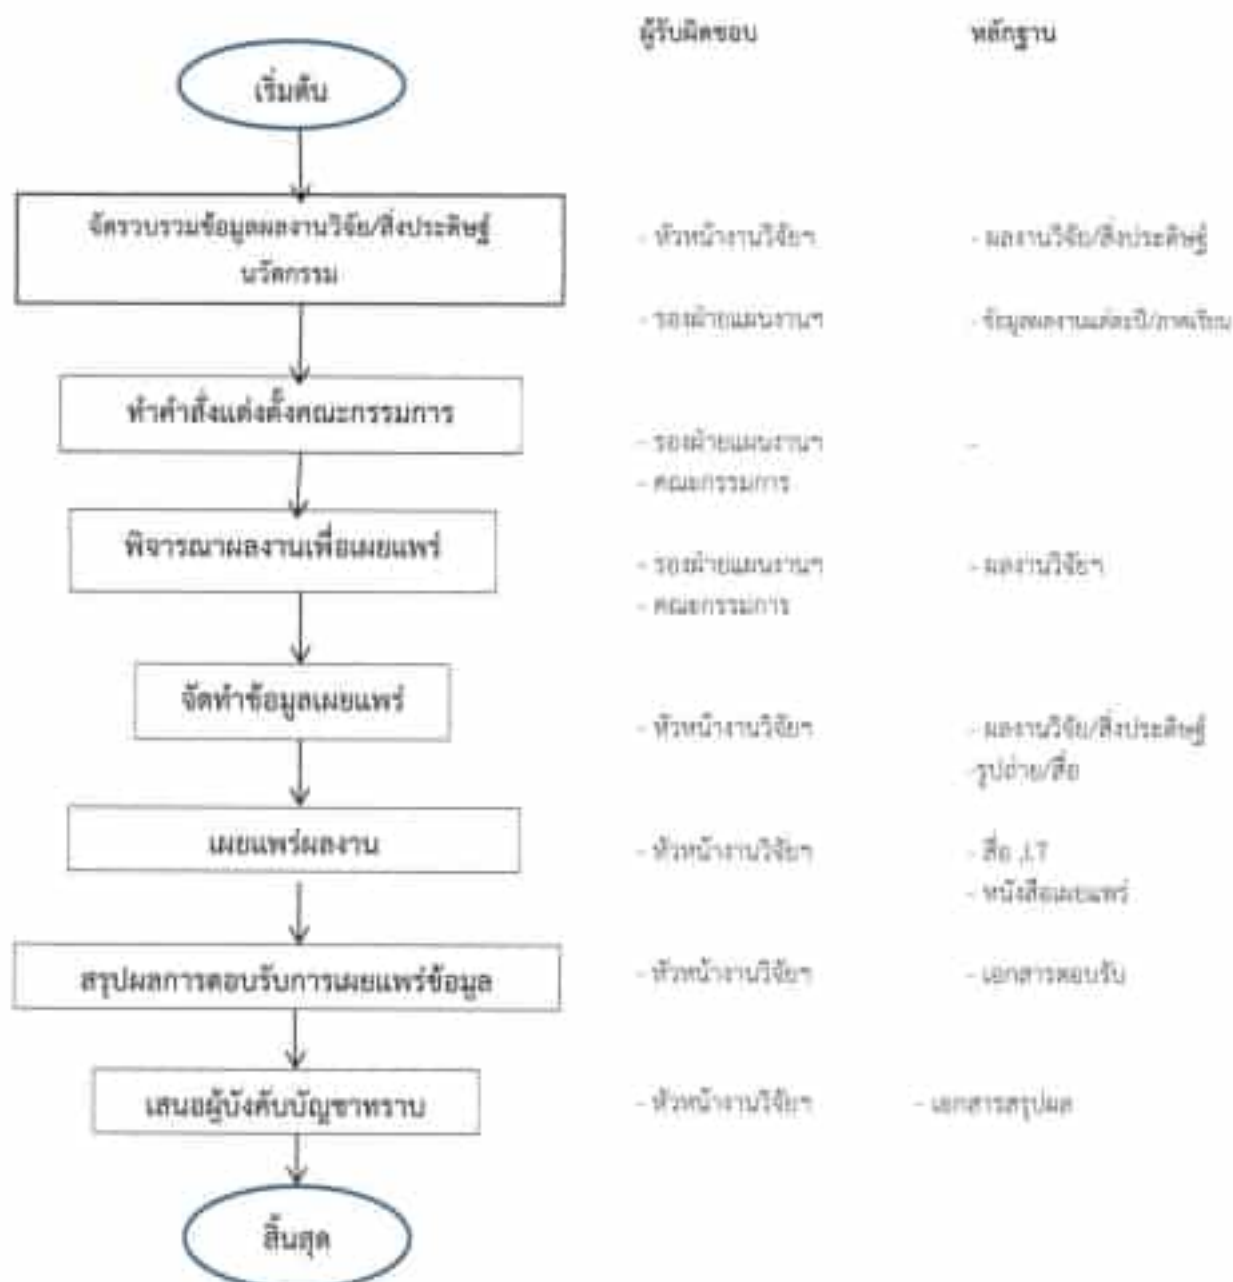 ผู้รับผิดชอบ
หลักฐาน
เริ่มต้น
จัดรวบรวมข้อมูลผลงานวิจัย/สิ่งประดิษฐ์
นวัตกรรม
- หัวหน้างานวิจัยฯ
- ผลงานวิจัย/สิ่งประดิษฐ์
- รองฝ่ายแผนงานฯ
- ข้อมูลผลงานแต่ละปี/ภาคเรียน
ทำคำสั่งแต่งตั้งคณะกรรมการ
- รองฝ่ายแผนงานฯ
-
- คณะกรรมการ
พิจารณาผลงานเพื่อเผยแพร่
- รองฝ่ายแผนงานฯ
- ผลงานวิจัยฯ
- คณะกรรมการ
จัดทำข้อมูลเผยแพร่
- หัวหน้างานวิจัยฯ
- ผลงานวิจัย/สิ่งประดิษฐ์
-รูปถ่าย/สื่อ
เผยแพร่ผลงาน
- หัวหน้างานวิจัยฯ
- สื่อ ,I.T
- หนังสือเผยแพร่
สรุปผลการตอบรับการเผยแพร่ข้อมูล
- หัวหน้างานวิจัยฯ
- เอกสารตอบรับ
เสนอผู้บังคับบัญชาทราบ
- หัวหน้างานวิจัยฯ
- เอกสารสรุปผล
สิ้นสุด